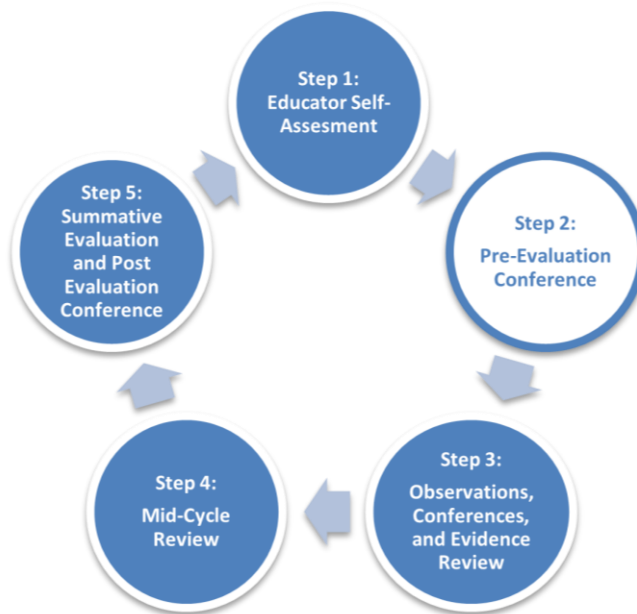 Step 1:
Educator Self-
Assesment
Step 2:
Pre-Evaluation
Conference
Step 3:
Observations,
Conferences,
and Evidence
Review
Step 4:
Mid-Cycle
Review
Step 5:
Summative
Evaluation
and Post
Evaluation
Conference